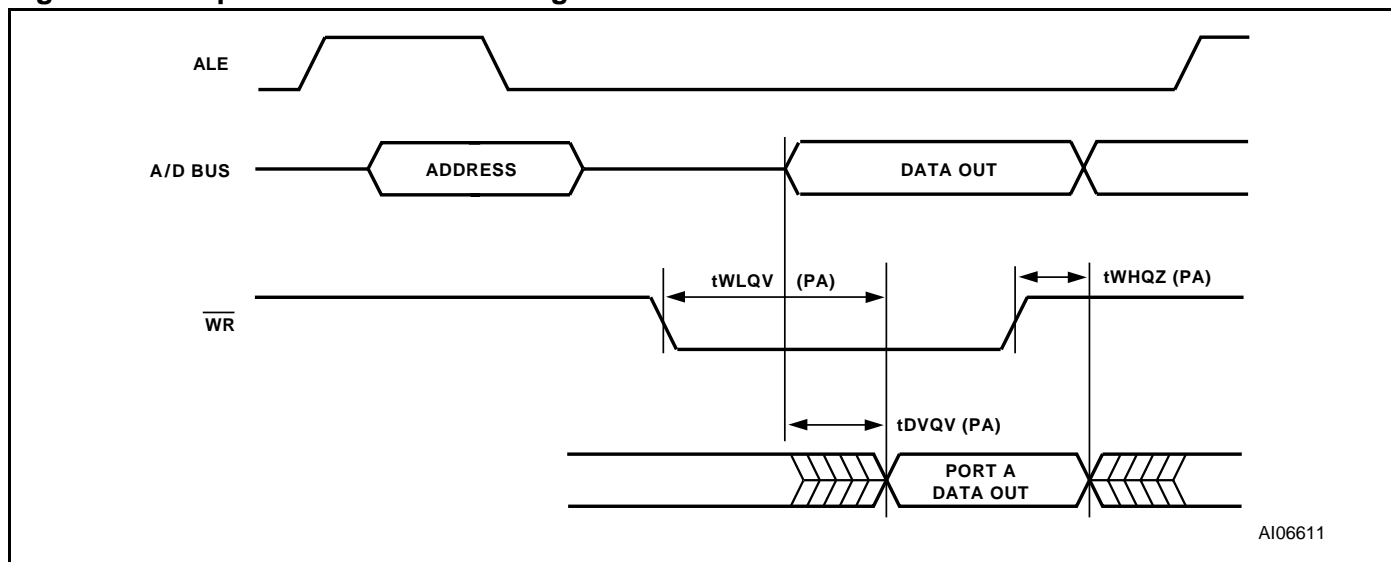 ALE
A/D BUS
ADDRESS
DATA OUT
tWLQV (PA)
tWHQZ (PA)
WR
tDVQV (PA)
PORT A
DATA OUT
AI06611